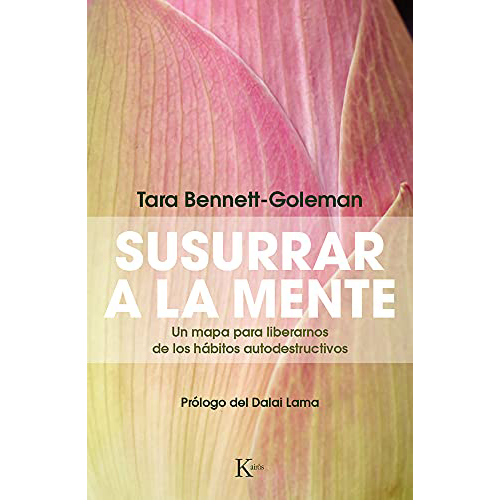 Tara Bennett-Goleman
SUSURRAR
A LA MENTE
Un mapa para liberarnos
de los hábitos autodestructivos
Prólogo del Dalai Lama
Kairós